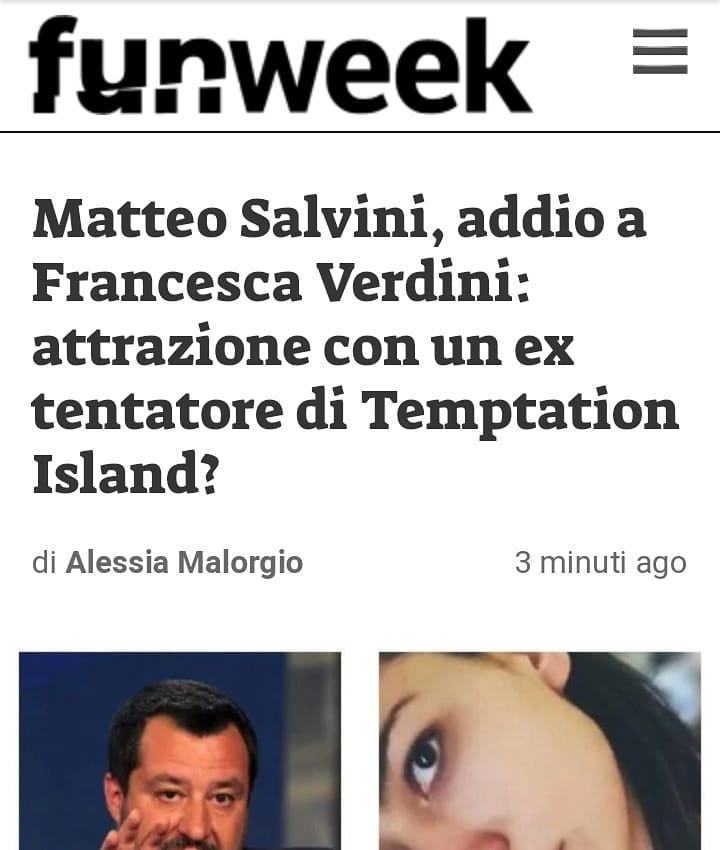 funweek
Matteo Salvini, addio a
Francesca Verdini:
attrazione con un ex
tentatore di Temptation
Island?
di Alessia Malorgio 3 minuti ago